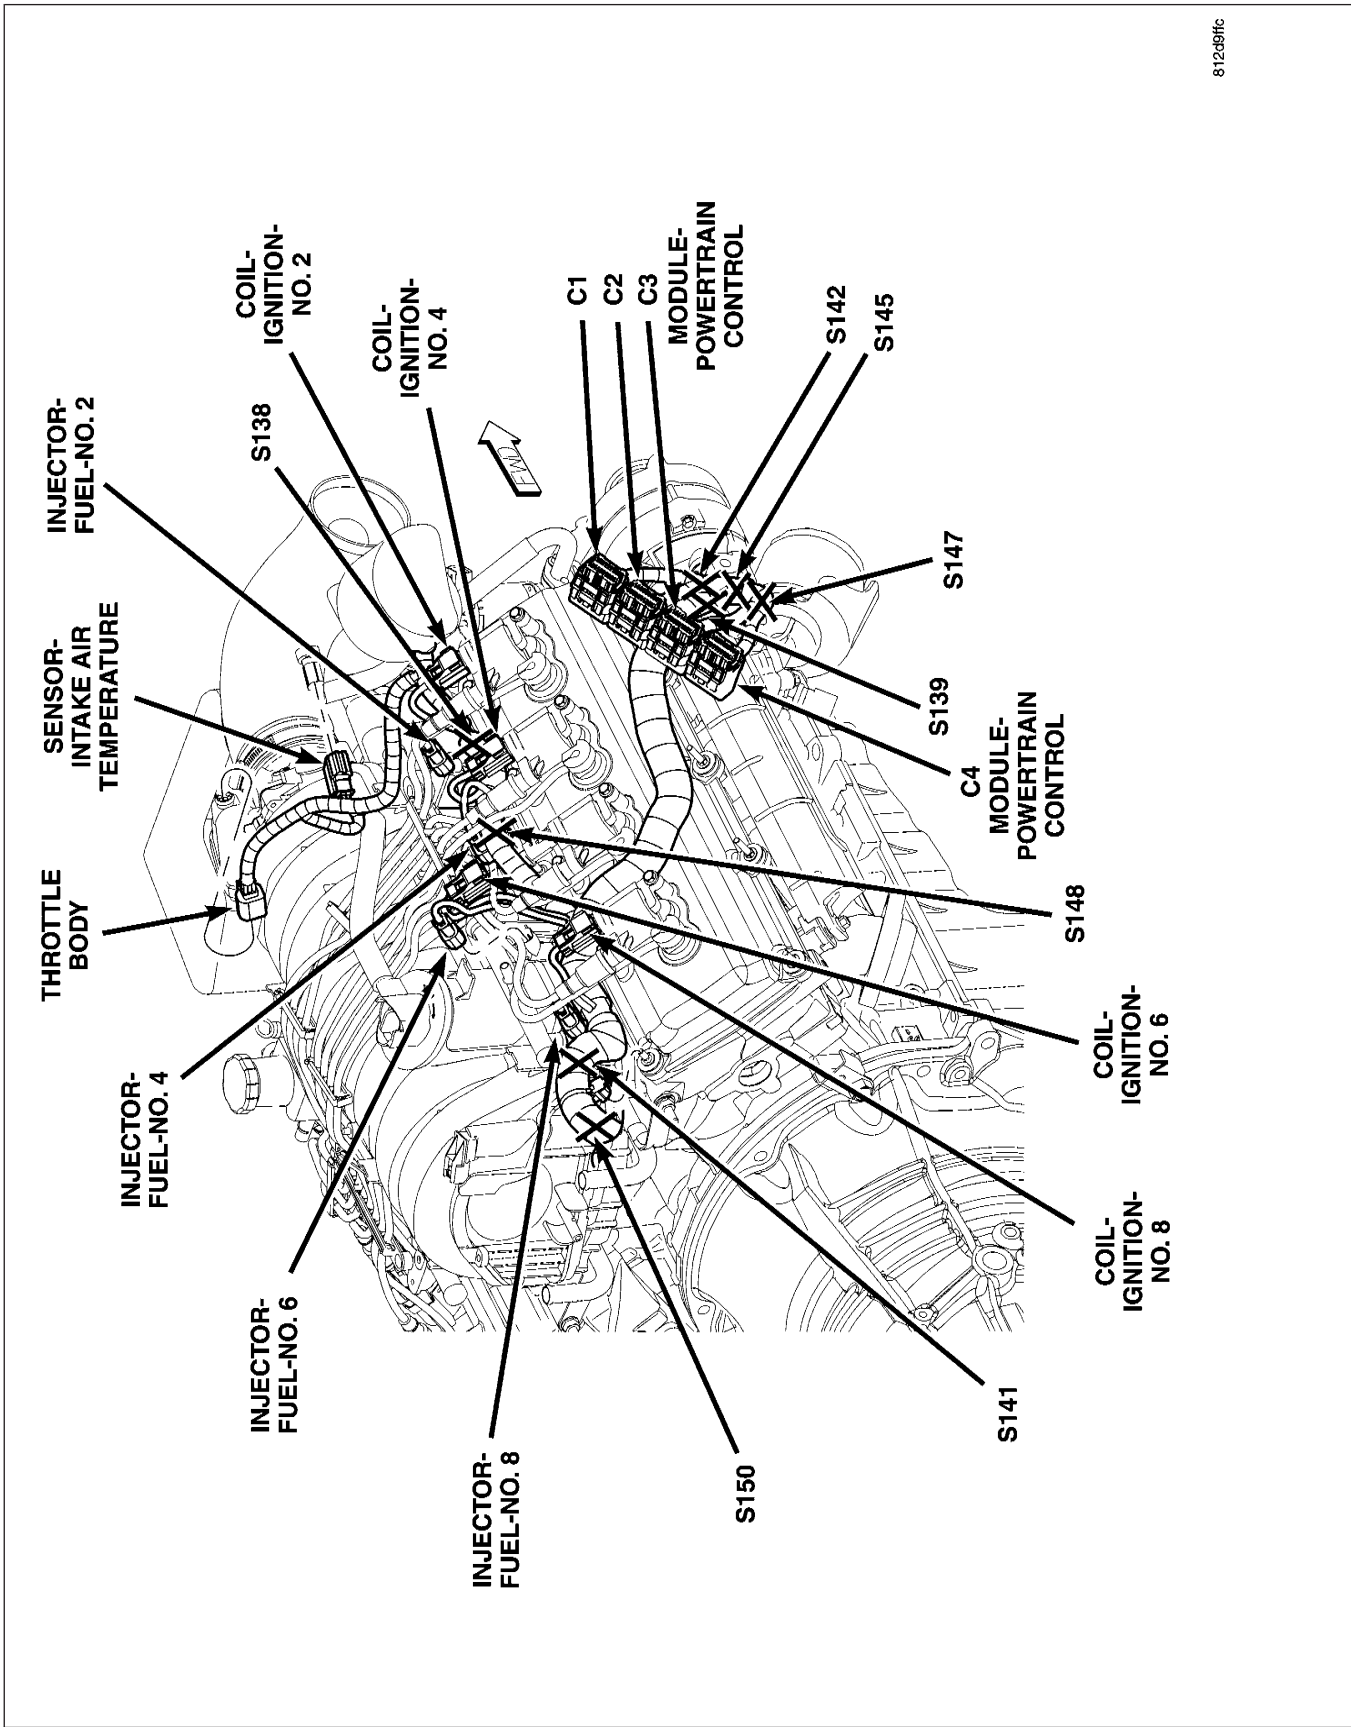 THROTTLE
BODY
SENSOR-
INTAKE AIR
TEMPERATURE
INJECTOR-
FUEL-NO. 2
S138
COIL-
IGNITION-
NO. 2
COIL-
IGNITION-
NO. 4
FWD
C1
C2
C3
MODULE-
POWERTRAIN
CONTROL
S142
S145
S147
S139
C4
MODULE-
POWERTRAIN
CONTROL
S148
COIL-
IGNITION-
NO. 6
COIL-
IGNITION-
NO. 8
S141
S150
INJECTOR-
FUEL-NO. 8
INJECTOR-
FUEL-NO. 6
INJECTOR-
FUEL-NO. 4
812d9ffc